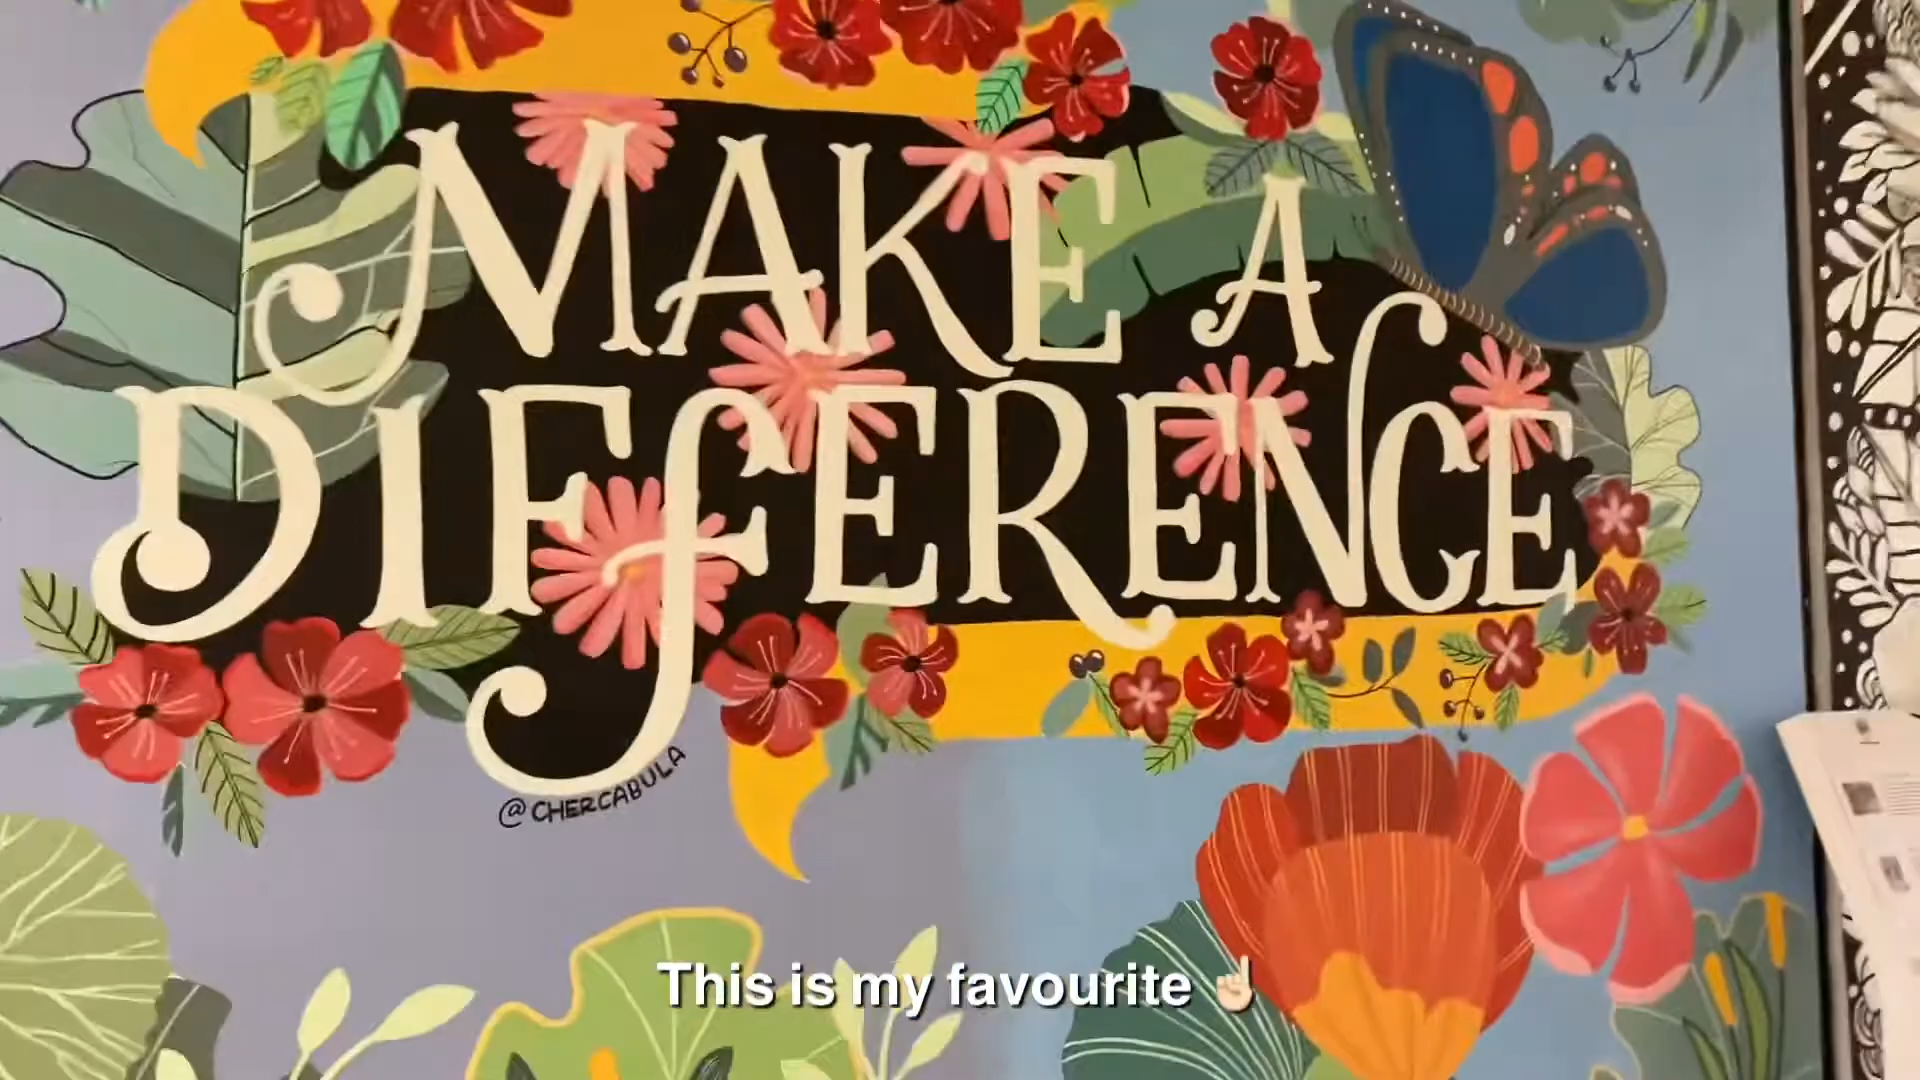 MAKE A
DIFFERENCE
@CHERCABULA
This is my favourite ☝🏻